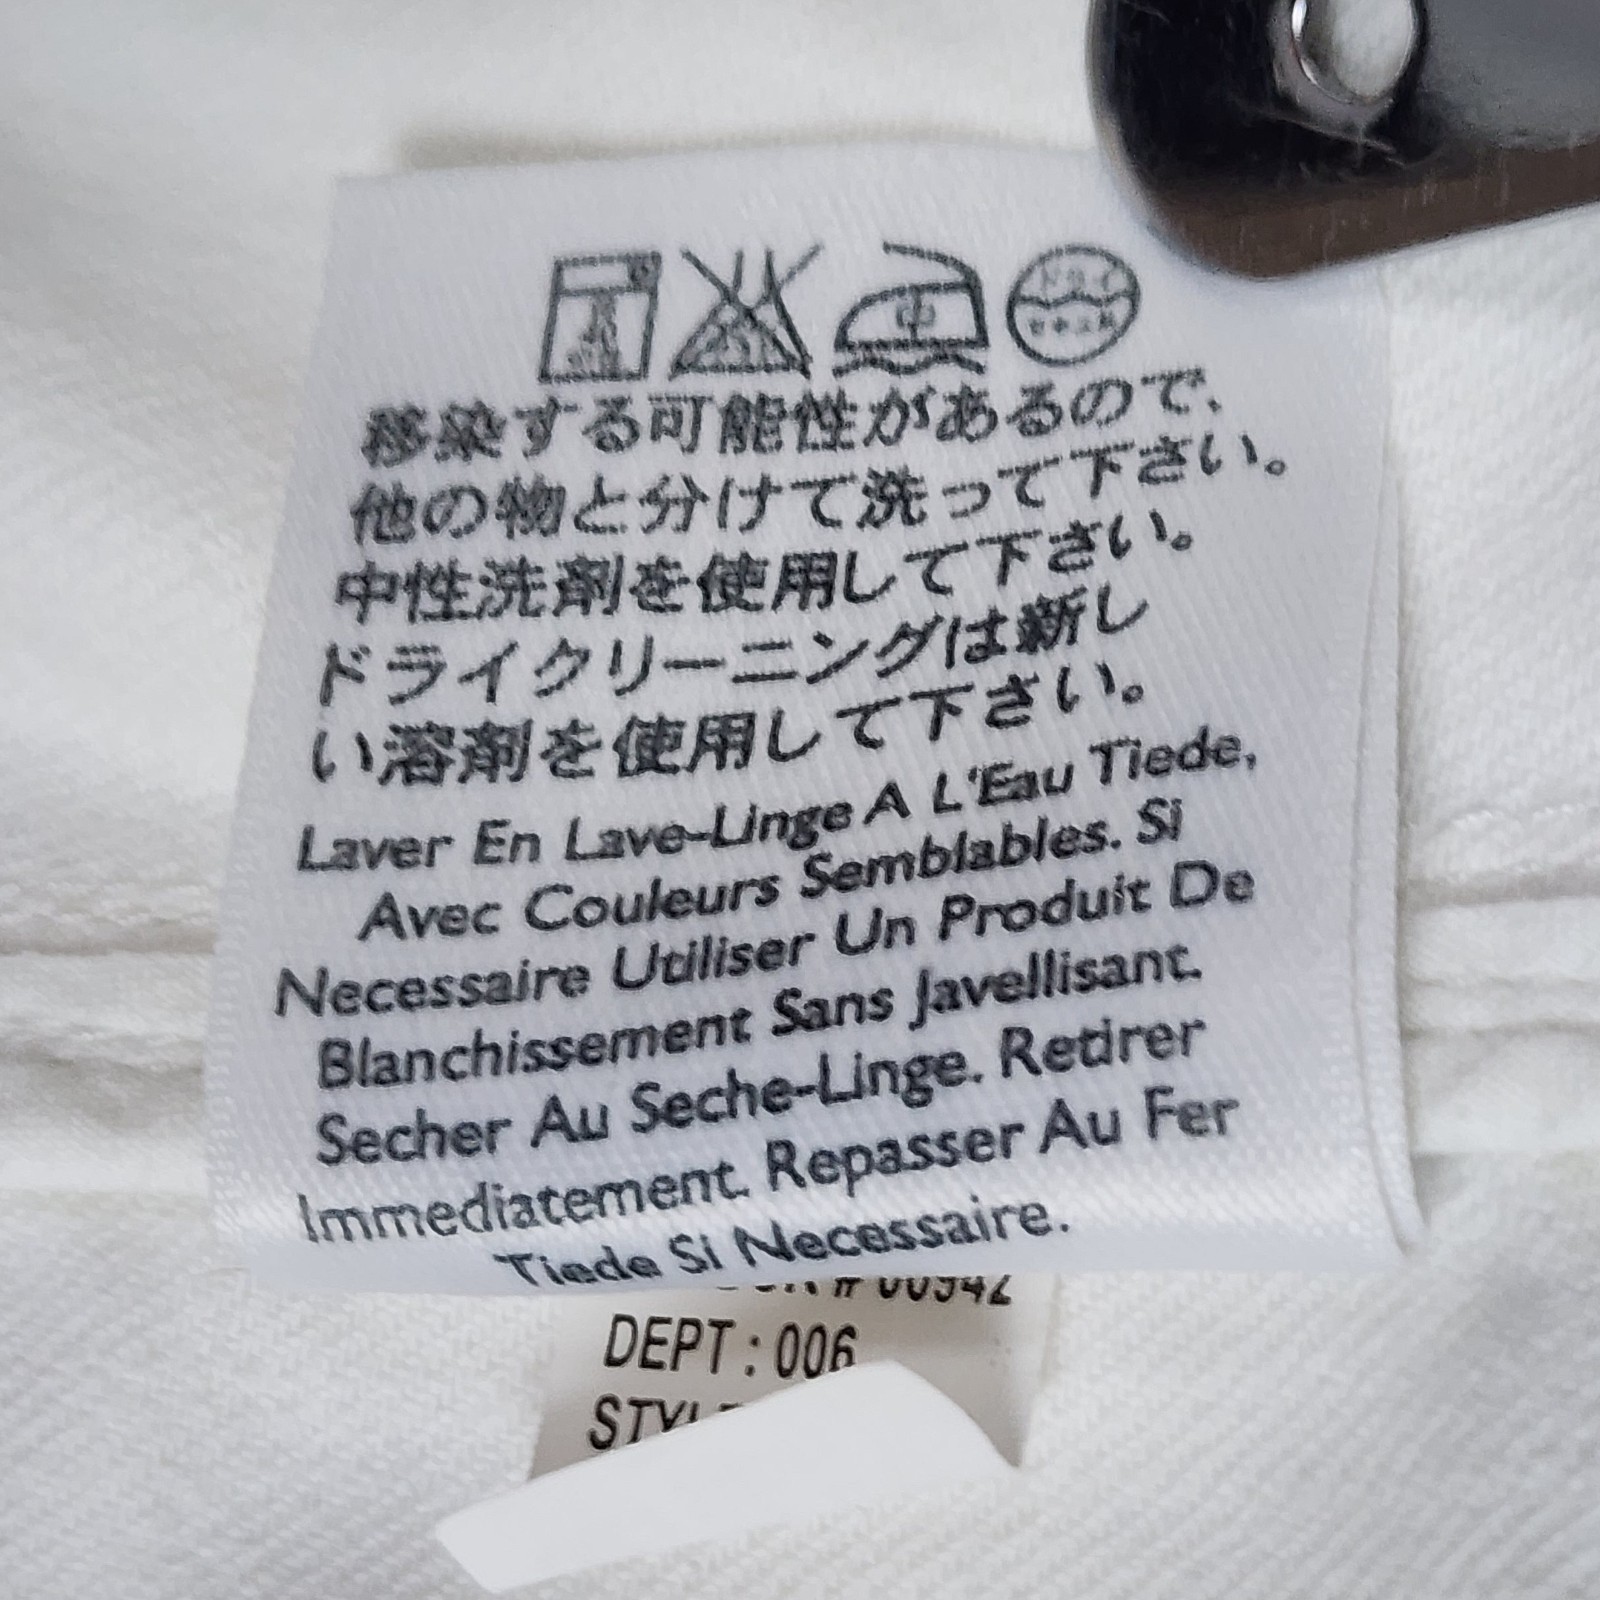 中
移染する可能性があるので、
他の物と分けて洗って下さい。
中性洗剤を使用して下さい。
ドライクリーニングは新し
い溶剤を使用して下さい。
Laver En Lave-Linge A L'Eau Tiede,
Avec Couleurs Semblables. Si
Necessaire Utiliser Un Produit De
Blanchissement Sans Javellisant.
Secher Au Seche-Linge. Retirer
Immediatement. Repasser Au Fer
Tiede Si Necessaire.
# 00942
DEPT : 006